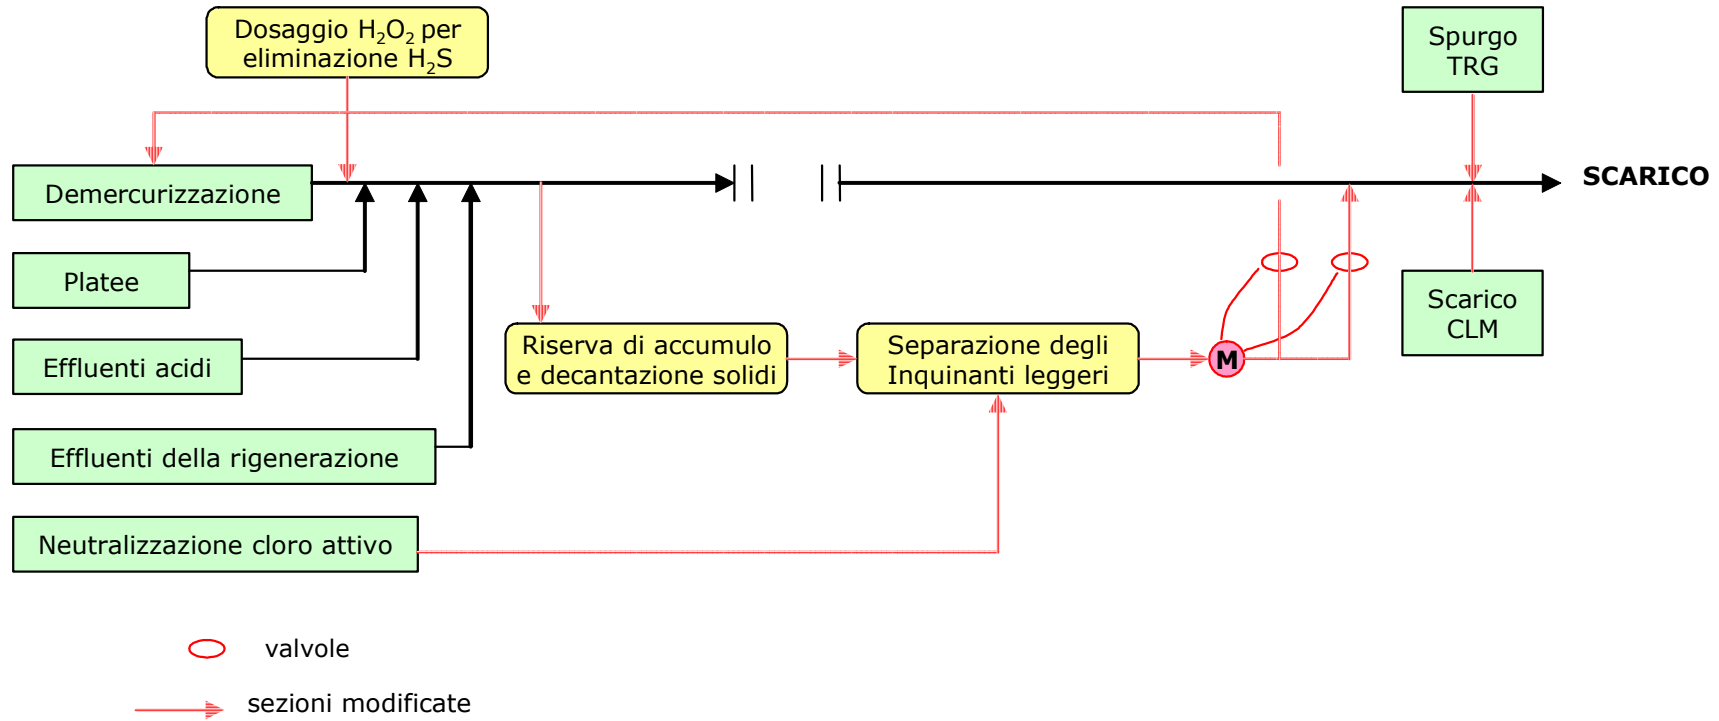 Dosaggio H₂O₂ per
eliminazione H₂S
Spurgo
TRG
Demercurizzazione
SCARICO
Platee
Scarico
CLM
Effluenti acidi
Riserva di accumulo
e decantazione solidi
Separazione degli
Inquinanti leggeri
M
Effluenti della rigenerazione
Neutralizzazione cloro attivo
valvole
sezioni modificate